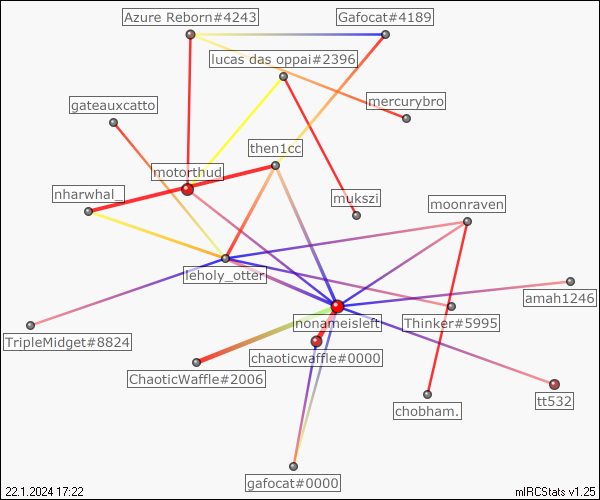 Azure Reborn#4243
Gafocat#4189
lucas das oppai#2396
mercurybro
gateauxcatto
then1cc
motorthud
nharwhal_
mukszi
moonraven
leholy_otter
amah1246
nonameisleft
Thinker#5995
TripleMidget#8824
chaoticwaffle#0000
ChaoticWaffle#2006
tt532
chobham.
gafocat#0000
22.1.2024 17:22
mIRCStats v1.25